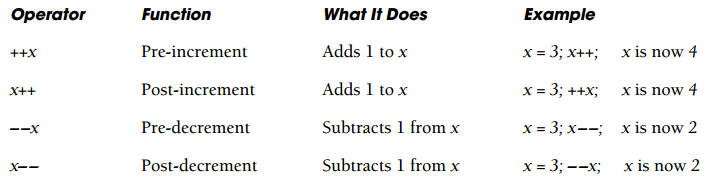 Operator Function What It Does Example
++x Pre-increment Adds 1 to x x = 3; x++; x is now 4
x++ Post-increment Adds 1 to x x = 3; ++x; x is now 4
−−x Pre-decrement Subtracts 1 from x x = 3; x−−; x is now 2
x−− Post-decrement Subtracts 1 from x x = 3; −−x; x is now 2